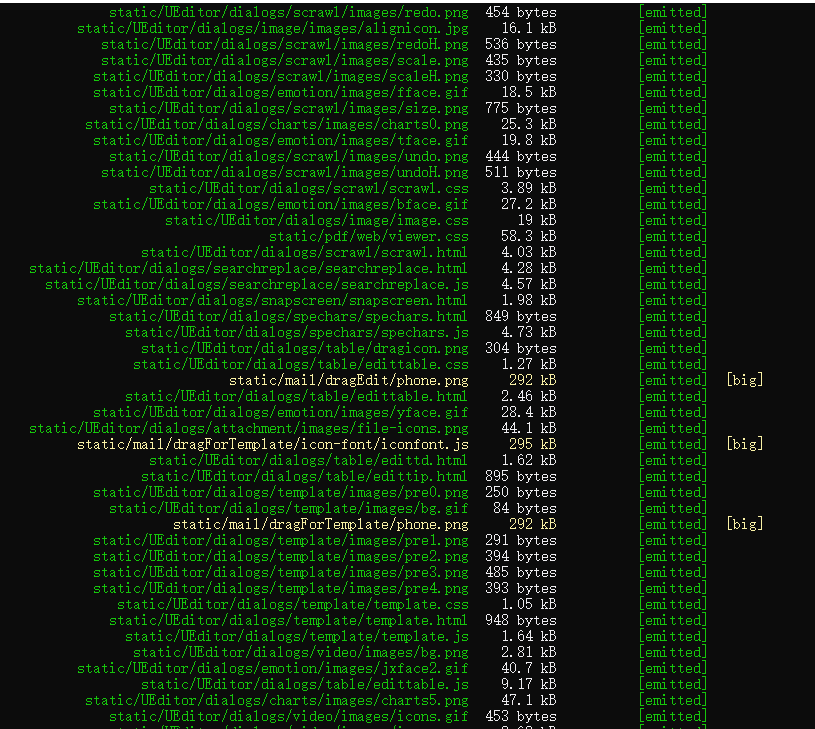 static/UEditor/dialogs/scrawl/images/redo.png 454 bytes [emitted]
static/UEditor/dialogs/image/images/alignicon.jpg 16.1 kB [emitted]
static/UEditor/dialogs/scrawl/images/redoH.png 536 bytes [emitted]
static/UEditor/dialogs/scrawl/images/scale.png 435 bytes [emitted]
static/UEditor/dialogs/scrawl/images/scaleH.png 330 bytes [emitted]
static/UEditor/dialogs/emotion/images/fface.gif 18.5 kB [emitted]
static/UEditor/dialogs/scrawl/images/size.png 775 bytes [emitted]
static/UEditor/dialogs/charts/images/charts0.png 25.3 kB [emitted]
static/UEditor/dialogs/emotion/images/tface.gif 19.8 kB [emitted]
static/UEditor/dialogs/scrawl/images/undo.png 444 bytes [emitted]
static/UEditor/dialogs/scrawl/images/undoH.png 511 bytes [emitted]
static/UEditor/dialogs/scrawl/scrawl.css 3.89 kB [emitted]
static/UEditor/dialogs/emotion/images/bface.gif 27.2 kB [emitted]
static/UEditor/dialogs/image/image.css 19 kB [emitted]
static/pdf/web/viewer.css 58.3 kB [emitted]
static/UEditor/dialogs/scrawl/scrawl.html 4.03 kB [emitted]
static/UEditor/dialogs/searchreplace/searchreplace.html 4.28 kB [emitted]
static/UEditor/dialogs/searchreplace/searchreplace.js 4.57 kB [emitted]
static/UEditor/dialogs/snapscreen/snapscreen.html 1.98 kB [emitted]
static/UEditor/dialogs/spechars/spechars.html 849 bytes [emitted]
static/UEditor/dialogs/spechars/spechars.js 4.73 kB [emitted]
static/UEditor/dialogs/table/dragicon.png 304 bytes [emitted]
static/UEditor/dialogs/table/edittable.css 1.27 kB [emitted]
static/mail/dragEdit/phone.png 292 kB [emitted] [big]
static/UEditor/dialogs/table/edittable.html 2.46 kB [emitted]
static/UEditor/dialogs/emotion/images/yface.gif 28.4 kB [emitted]
static/UEditor/dialogs/attachment/images/file-icons.png 44.1 kB [emitted]
static/mail/dragForTemplate/icon-font/iconfont.js 295 kB [emitted] [big]
static/UEditor/dialogs/table/edittd.html 1.62 kB [emitted]
static/UEditor/dialogs/table/edittip.html 895 bytes [emitted]
static/UEditor/dialogs/template/images/pre0.png 250 bytes [emitted]
static/UEditor/dialogs/template/images/bg.gif 84 bytes [emitted]
static/mail/dragForTemplate/phone.png 292 kB [emitted] [big]
static/UEditor/dialogs/template/images/pre1.png 291 bytes [emitted]
static/UEditor/dialogs/template/images/pre2.png 394 bytes [emitted]
static/UEditor/dialogs/template/images/pre3.png 485 bytes [emitted]
static/UEditor/dialogs/template/images/pre4.png 393 bytes [emitted]
static/UEditor/dialogs/template/template.css 1.05 kB [emitted]
static/UEditor/dialogs/template/template.html 948 bytes [emitted]
static/UEditor/dialogs/template/template.js 1.64 kB [emitted]
static/UEditor/dialogs/video/images/bg.png 2.81 kB [emitted]
static/UEditor/dialogs/emotion/images/jxface2.gif 40.7 kB [emitted]
static/UEditor/dialogs/table/edittable.js 9.17 kB [emitted]
static/UEditor/dialogs/charts/images/charts5.png 47.1 kB [emitted]
static/UEditor/dialogs/video/images/icons.gif 453 bytes [emitted]